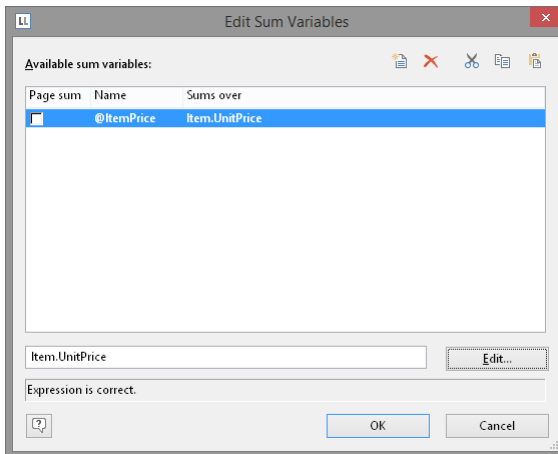 LL Edit Sum Variables
Available sum variables:
Page sum Name Sums over
@ItemPrice Item.UnitPrice
Item.UnitPrice Edit...
Expression is correct.
? OK Cancel